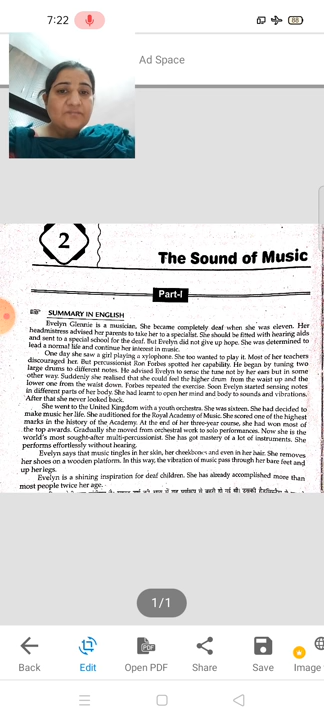 7:22
88
Ad Space
2
The Sound of Music
Part-I
SUMMARY IN ENGLISH
Evelyn Glennie is a musician. She became completely deaf when she was eleven. Her
headmistress advised her parents to take her to a specialist. She should be fitted with hearing aids
and sent to a special school for the deaf. But Evelyn did not give up hope. She was determined to
lead a normal life and continue her interest in music.
One day she saw a girl playing a xylophone. She too wanted to play it. Most of her teachers
discouraged her. But percussionist Ron Forbes spotted her capability. He began by tuning two
large drums to different notes. He advised Evelyn to sense the tune not by her ears but in some
other way. Suddenly she realised that she could feel the higher drum from the waist up and the
lower one from the waist down. Forbes repeated the exercise. Soon Evelyn started sensing notes
in different parts of her body. She had learnt to open her mind and body to sounds and vibrations.
After that she never looked back.
She went to the United Kingdom with a youth orchestra. She was sixteen. She had decided to
make music her life. She auditioned for the Royal Academy of Music. She scored one of the highest
marks in the history of the Academy. At the end of her three-year course, she had won most of
the top awards. Gradually she moved from orchestral work to solo performances. Now she is the
world's most sought-after multi-percussionist. She has got mastery of a lot of instruments. She
performs effortlessly without hearing.
Evelyn says that music tingles in her skin, her cheekbones and even in her hair. She removes
her shoes on a wooden platform. In this way, the vibration of music pass through her bare feet and
up her legs.
Evelyn is a shining inspiration for deaf children. She has already accomplished more than
most people twice her age.
1/1
Back
Edit
Open PDF
Share
Save
Image